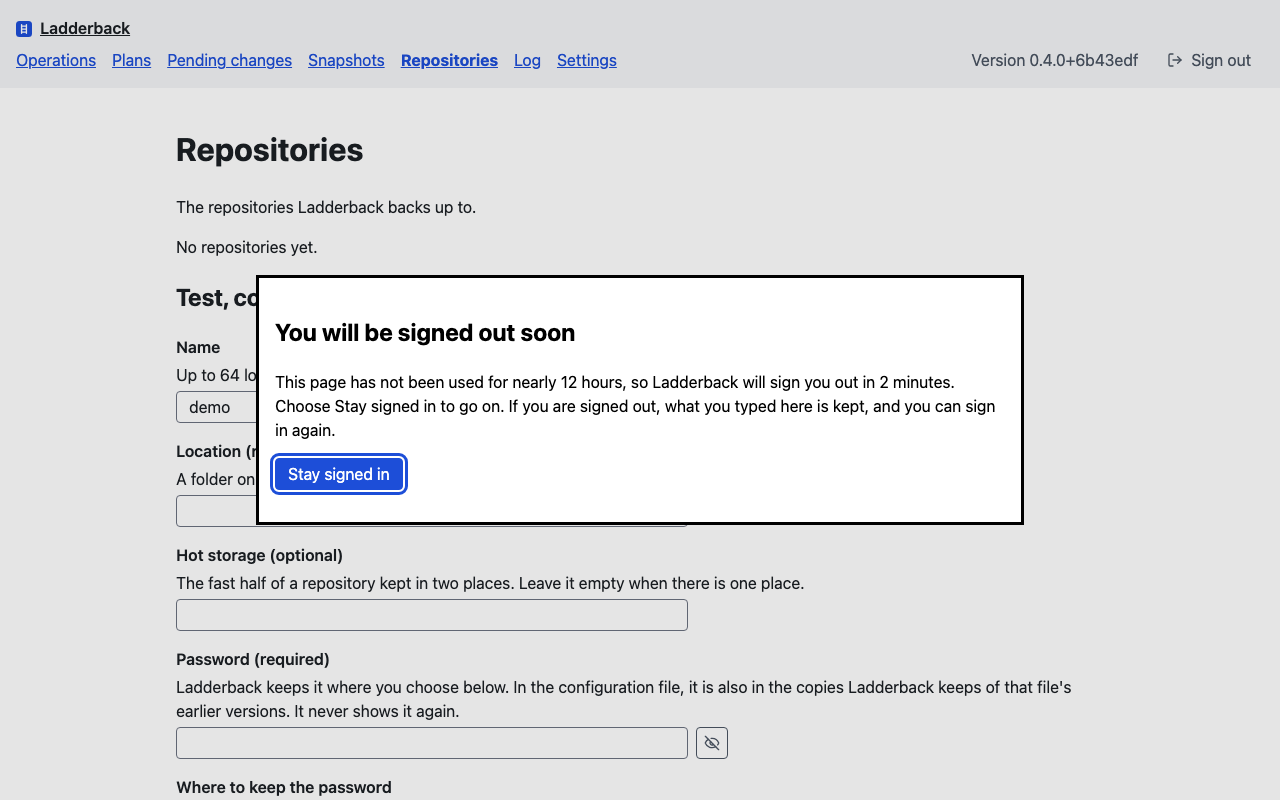 Ladderback
Operations Plans Pending changes Snapshots Repositories Log Settings Version 0.4.0+6b43edf Sign out
Repositories
The repositories Ladderback backs up to.
No repositories yet.
Test,
You will be signed out soon
Name
Up to 64
This page has not been used for nearly 12 hours, so Ladderback will sign you out in 2 minutes.
Choose Stay signed in to go on. If you are signed out, what you typed here is kept, and you can sign
in again.
demo
Location
A folder on
Stay signed in
Hot storage (optional)
The fast half of a repository kept in two places. Leave it empty when there is one place.
Password (required)
Ladderback keeps it where you choose below. In the configuration file, it is also in the copies Ladderback keeps of that file's
earlier versions. It never shows it again.
Where to keep the password